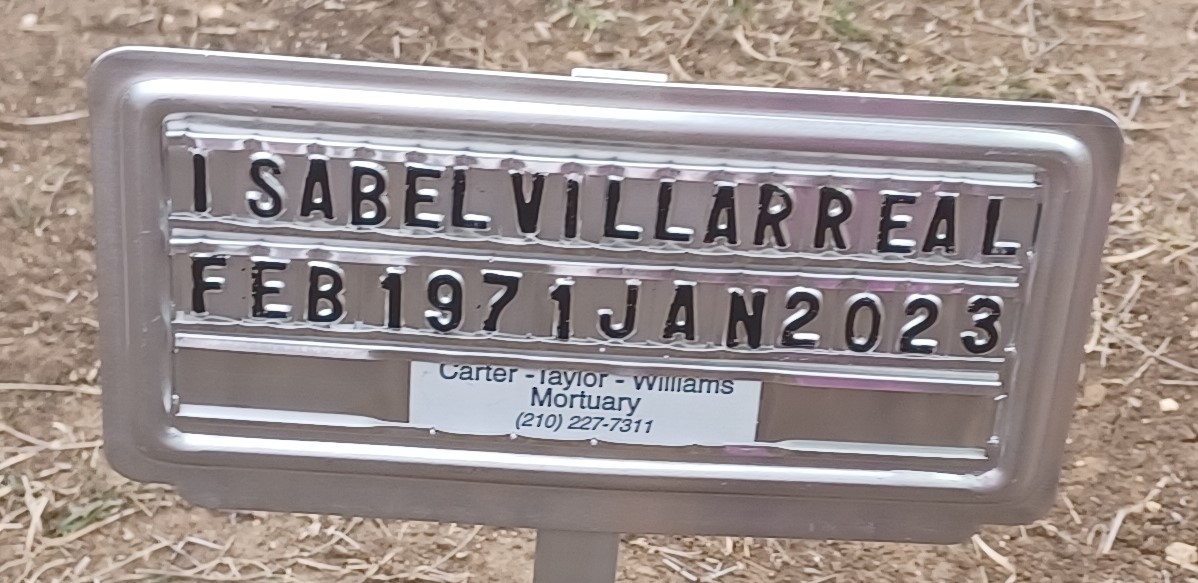 ISABEL VILLARREAL
FEB 1971 JAN 2023
Carter - Taylor - Williams
Mortuary
(210) 227-7311